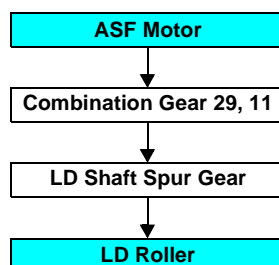 ASF Motor
Combination Gear 29, 11
LD Shaft Spur Gear
LD Roller